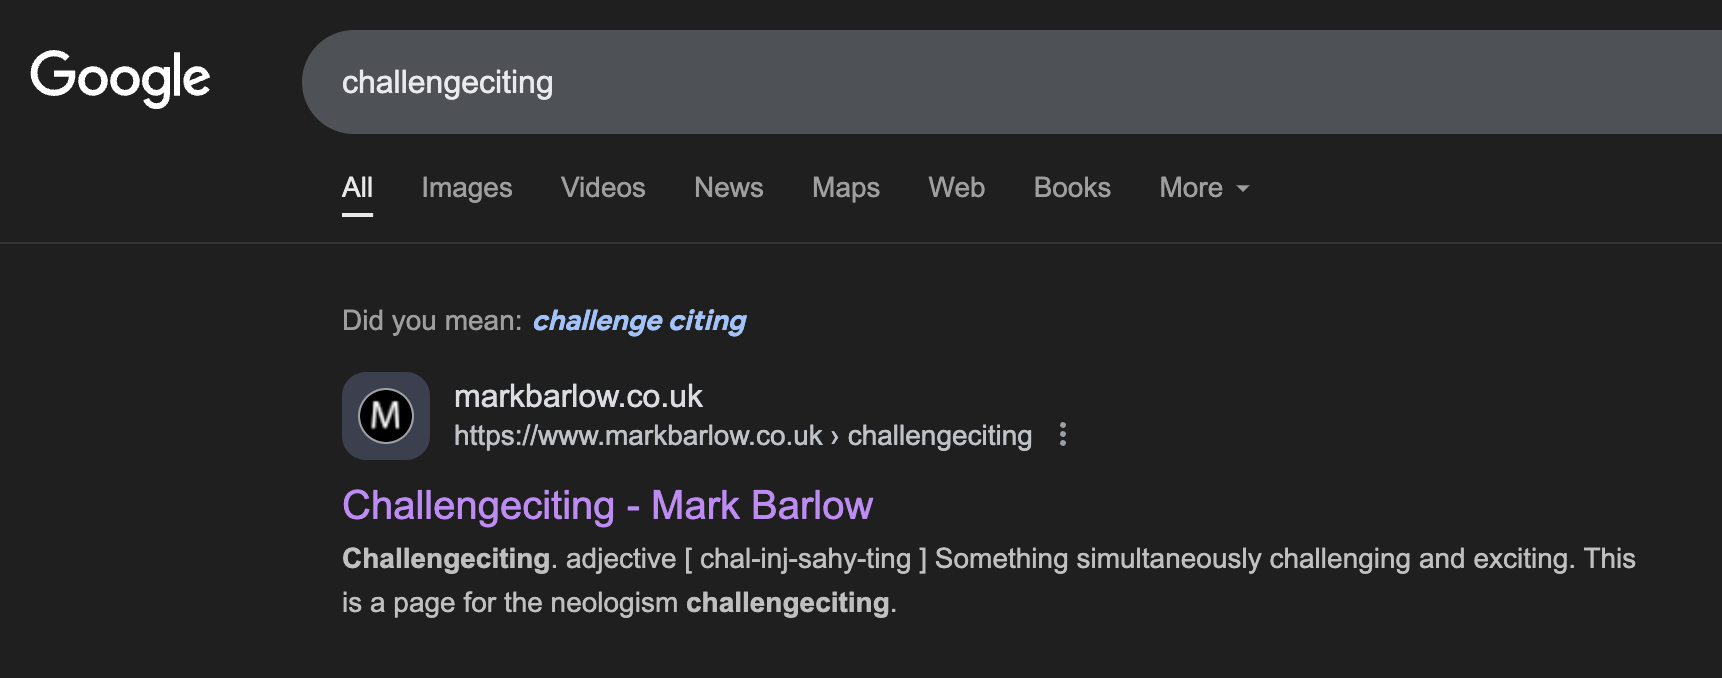 Google
challengeciting
All Images Videos News Maps Web Books More
Did you mean: challenge citing
M
markbarlow.co.uk
https://www.markbarlow.co.uk › challengeciting
Challengeciting - Mark Barlow
Challengeciting. adjective [ chal-inj-sahy-ting ] Something simultaneously challenging and exciting. This
is a page for the neologism challengeciting.